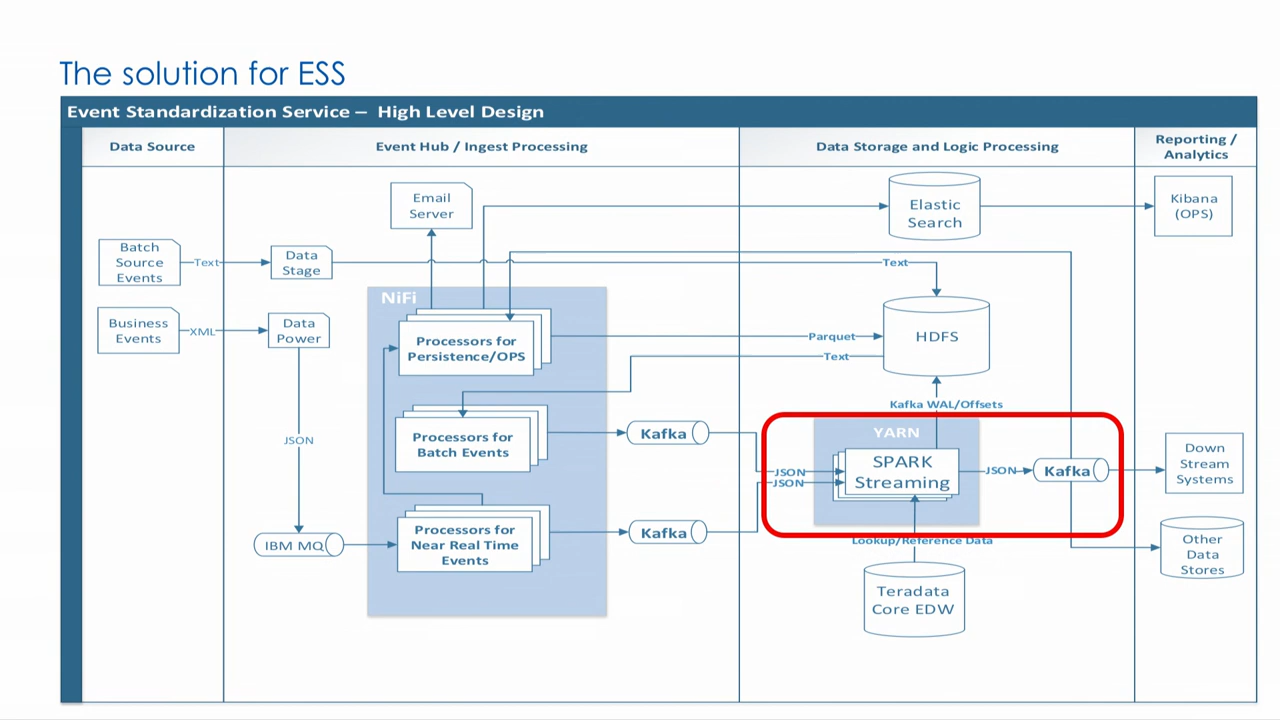 The solution for ESS
Event Standardization Service – High Level Design
Data Source
Event Hub / Ingest Processing
Data Storage and Logic Processing
Reporting /
Analytics
Email
Server
Elastic
Search
Kibana
(OPS)
Batch
Source
Events
Text
Data
Stage
Text
NiFi
Business
Events
XML
Data
Power
Processors for
Persistence/OPS
Parquet
Text
HDFS
Kafka WAL/Offsets
JSON
Processors for
Batch Events
Kafka
YARN
SPARK
Streaming
JSON
JSON
JSON
Kafka
Down
Stream
Systems
IBM MQ
Processors for
Near Real Time
Events
Kafka
Lookup/Reference Data
Other
Data
Stores
Teradata
Core EDW